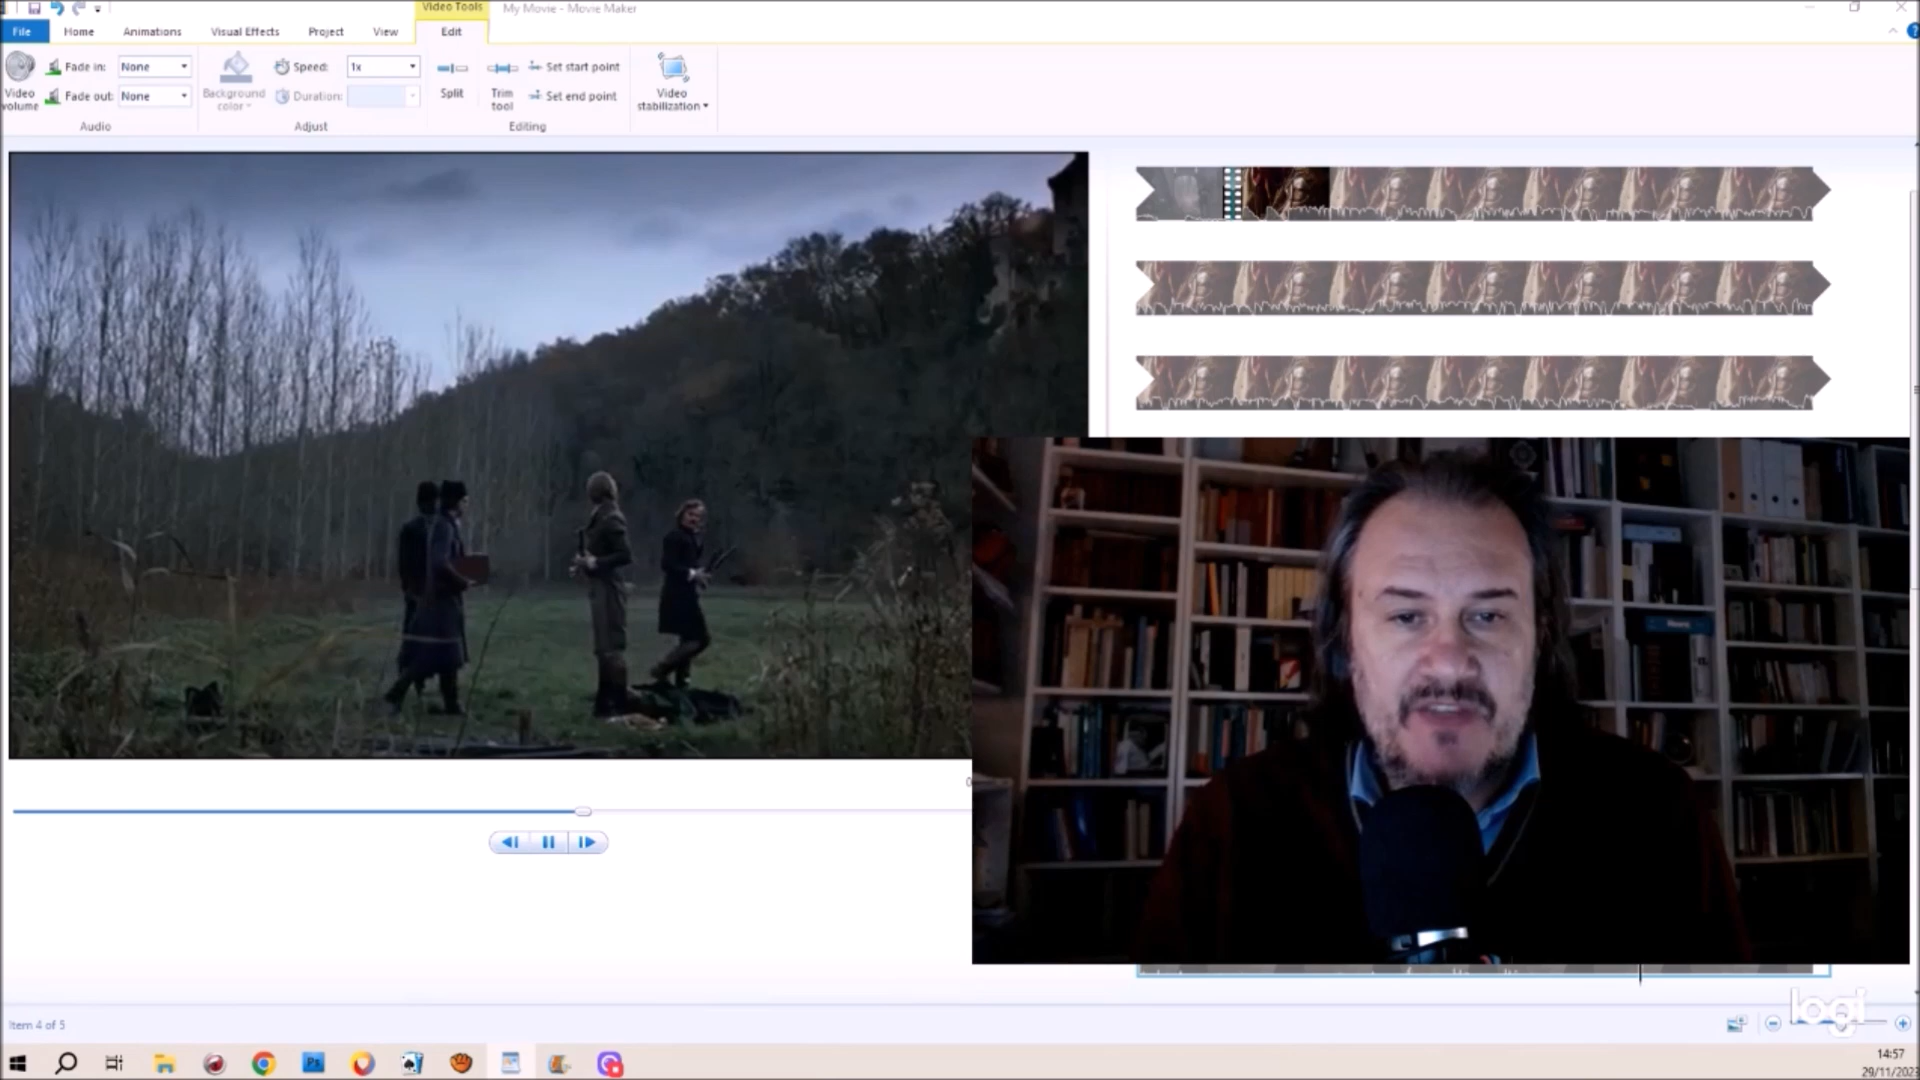 Video Tools
My Movie - Movie Maker
File
Home
Animations
Visual Effects
Project
View
Edit
Video volume
Fade in:
None
Fade out:
None
Audio
Background color
Speed:
1x
Duration:
Adjust
Split
Trim tool
Set start point
Set end point
Editing
Video stabilization
Item 4 of 5
logi
Ps
14:57